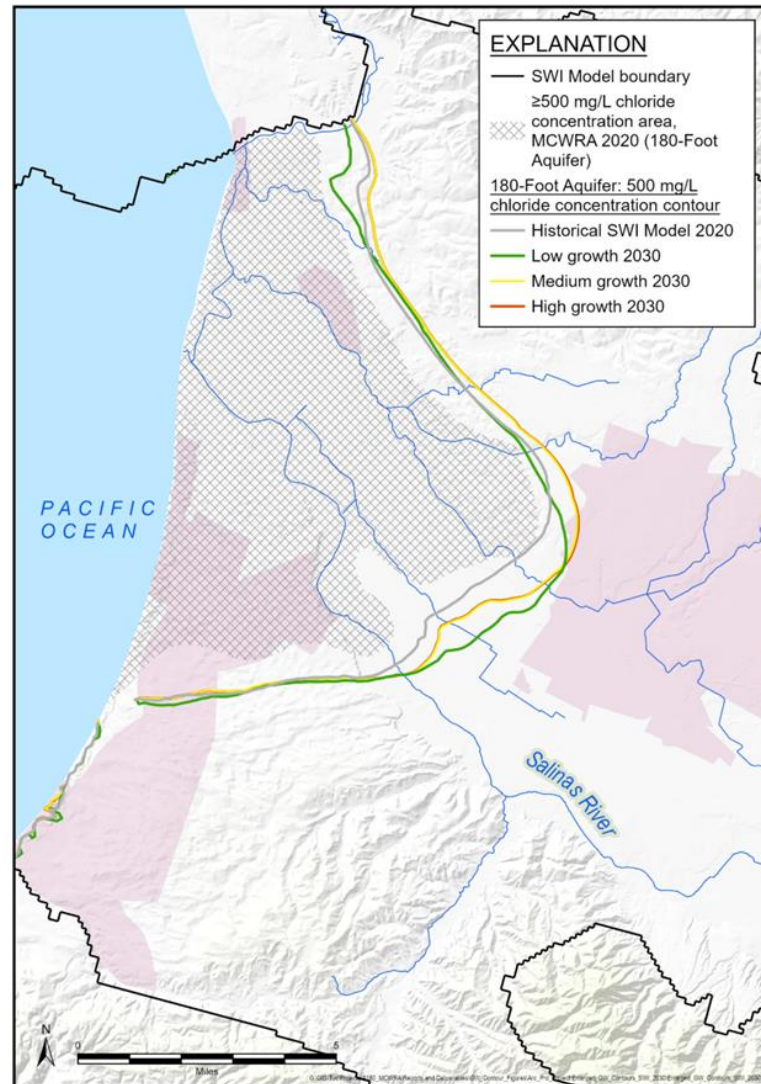 EXPLANATION
SWI Model boundary
≥500 mg/L chloride
concentration area,
MCWRA 2020 (180-Foot
Aquifer)
180-Foot Aquifer: 500 mg/L
chloride concentration contour
Historical SWI Model 2020
Low growth 2030
Medium growth 2030
High growth 2030
PACIFIC
OCEAN
Salinas River
N
0
5
Miles